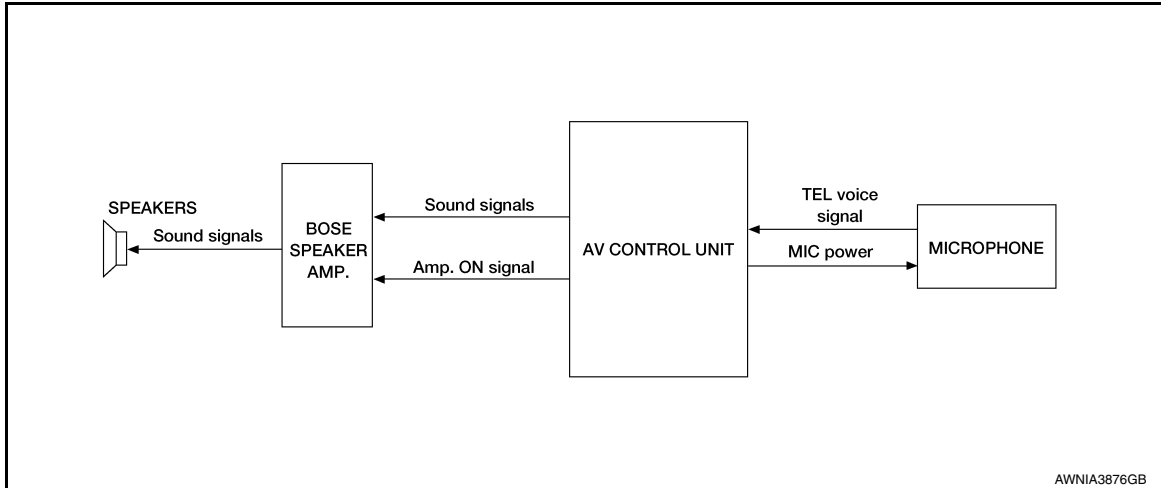 SPEAKERS
Sound signals
BOSE
SPEAKER
AMP.
Sound signals
Amp. ON signal
AV CONTROL UNIT
TEL voice
signal
MIC power
MICROPHONE
AWNIA3876GB